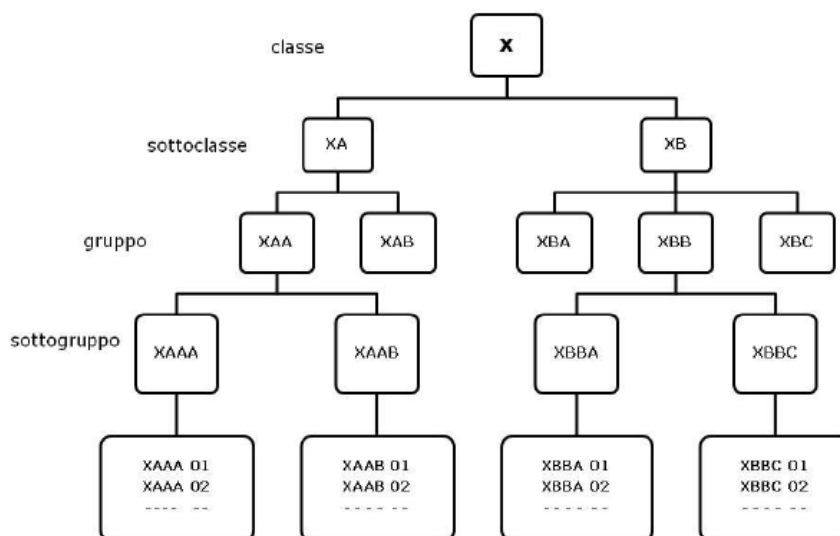 classe
X
sottoclasse
XA
XB
gruppo
XAA
XAB
XBA
XBB
XBC
sottogruppo
XAAA
XAAB
XBBA
XBBC
XAAA 01
XAAA 02
---- --
XAAB 01
XAAB 02
---- --
XBBA 01
XBBA 02
---- --
XBBC 01
XBBC 02
---- --